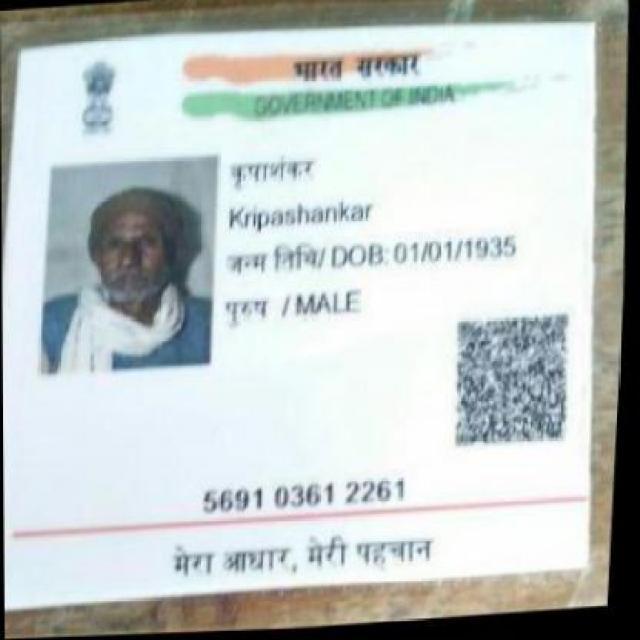 भारत सरकार
GOVERNMENT OF INDIA
कृपाशंकर
Kripashankar
जन्म तिथि/ DOB: 01/01/1935
पुरुष / MALE
5691 0361 2261
मेरा आधार, मेरी पहचान